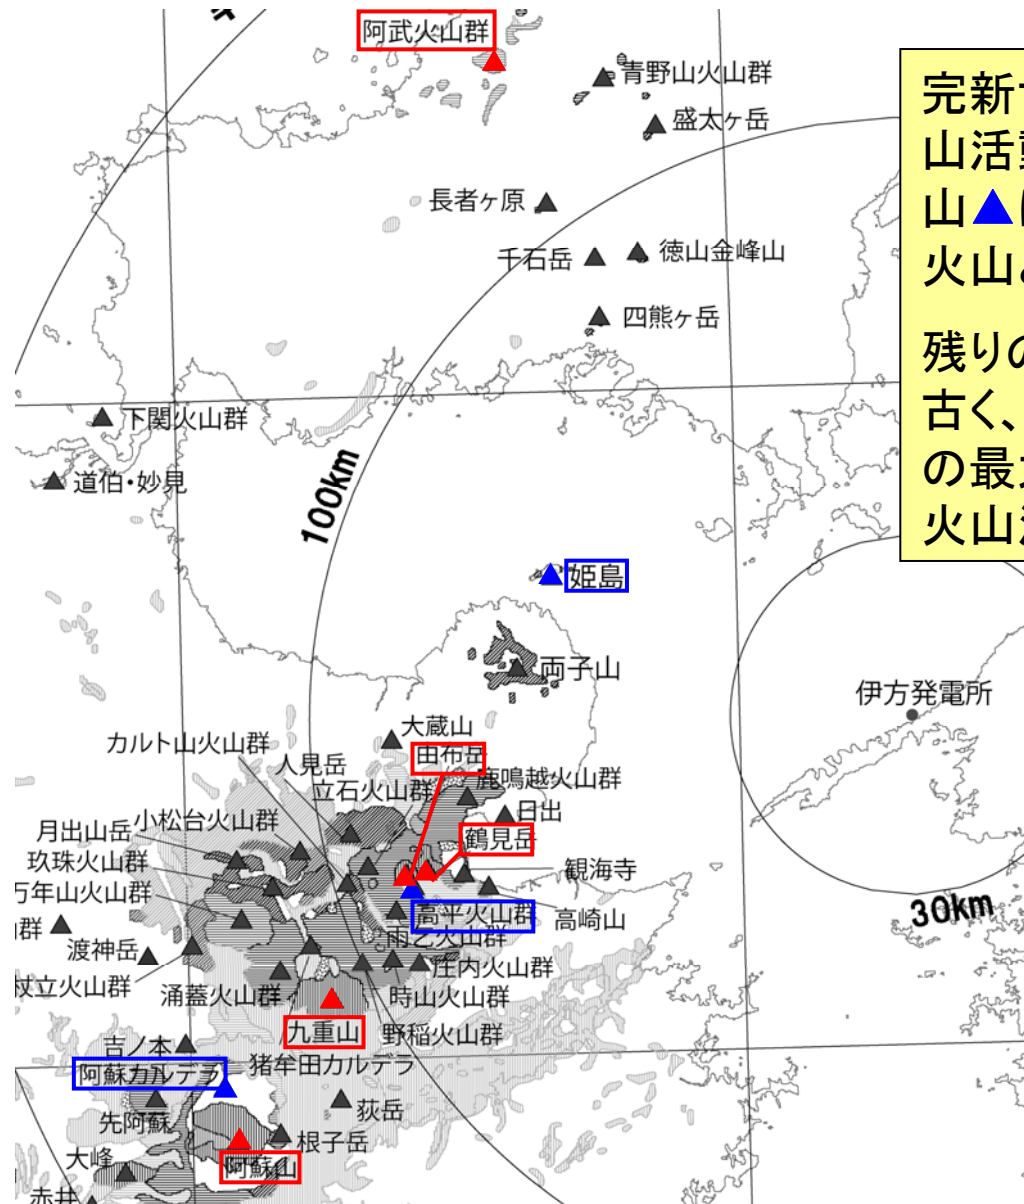 阿武火山群
青野山火山群
盛太ヶ岳
長者ヶ原
千石岳
徳山金峰山
四熊ヶ岳
下関火山群
道伯・妙見
100km
姫島
両子山
伊方発電所
大蔵山
カルト山火山群
由布岳
人見岳
鹿鳴越火山群
立石火山群
日出
小松台火山群
月出山岳
鶴見岳
玖珠火山群
観海寺
万年山火山群
高平火山群
高崎山
30km
山群
雨乞火山群
渡神岳
庄内火山群
杖立火山群
涌蓋火山群
時山火山群
九重山
野稲火山群
吉ノ本
猪牟田カルデラ
阿蘇カルデラ
荻岳
先阿蘇
根子岳
大峰
阿蘇山
赤井
完新
山活動
山▲
火山
残りの
古く、
の最
火山